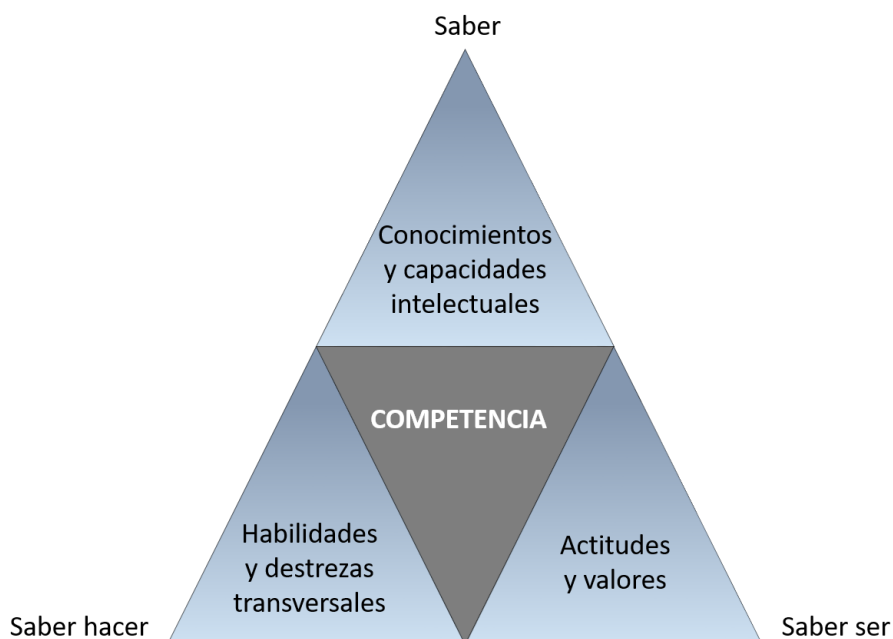 Saber
Conocimientos
y capacidades
intelectuales
COMPETENCIA
Habilidades
y destrezas
transversales
Actitudes
y valores
Saber hacer
Saber ser